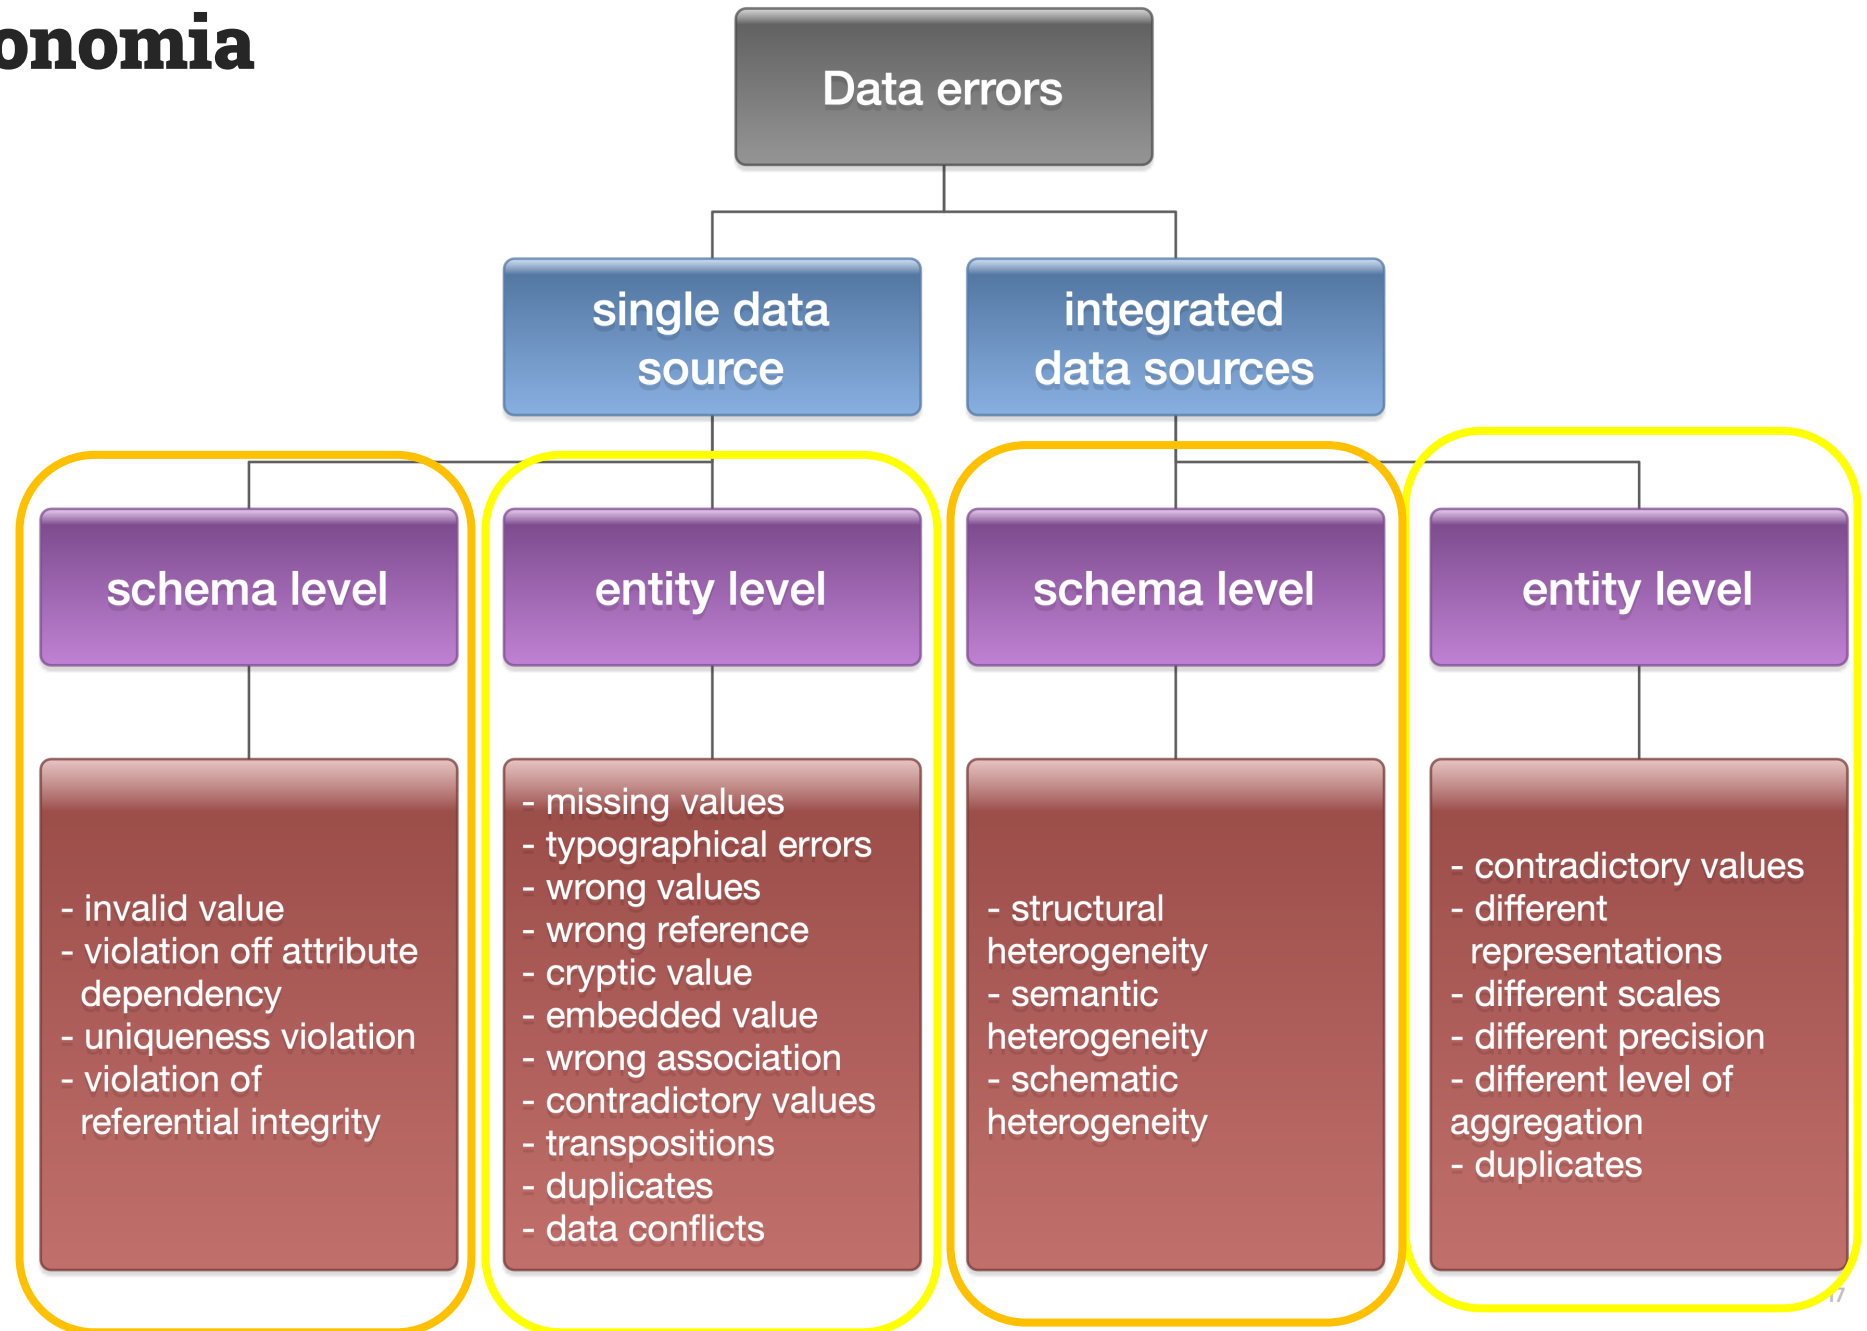 onomia
Data errors
single data
source
integrated
data sources
schema level
entity level
schema level
entity level
- invalid value
- violation off attribute
dependency
- uniqueness violation
- violation of
referential integrity
- missing values
- typographical errors
- wrong values
- wrong reference
- cryptic value
- embedded value
- wrong association
- contradictory values
- transpositions
- duplicates
- data conflicts
- structural
heterogeneity
- semantic
heterogeneity
- schematic
heterogeneity
- contradictory values
- different
representations
- different scales
- different precision
- different level of
aggregation
- duplicates
17